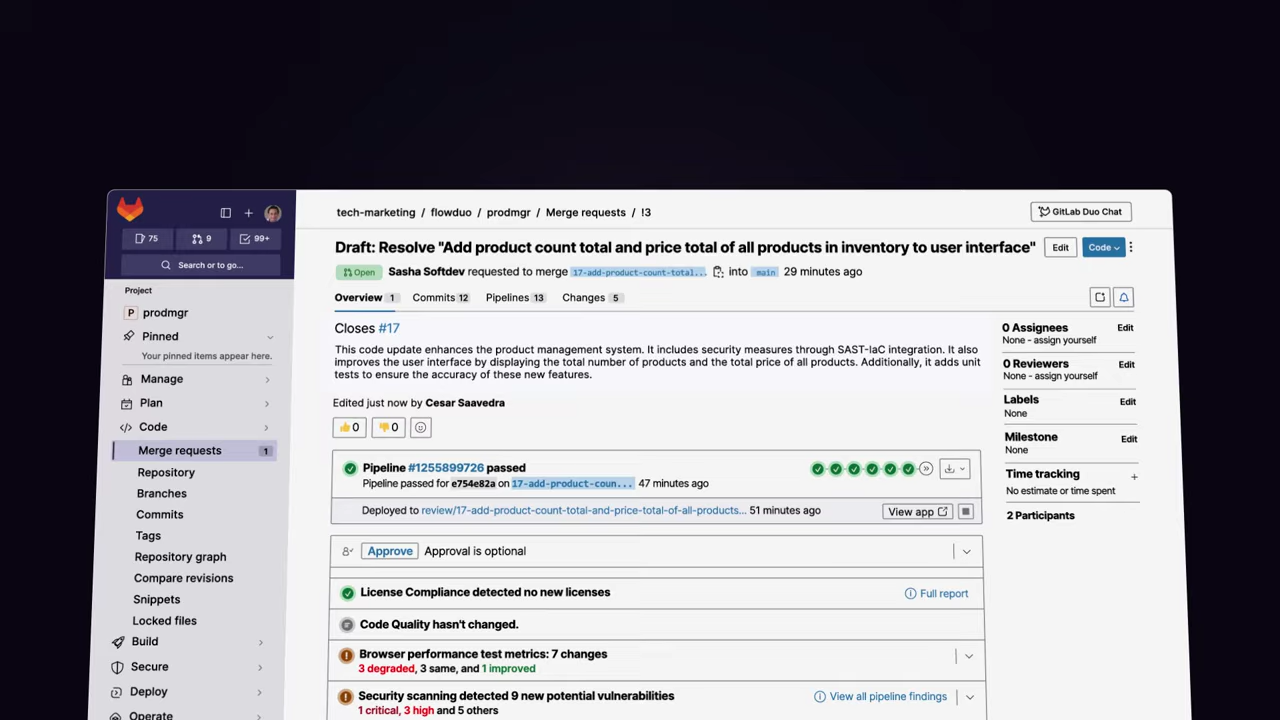 tech-marketing / flowduo / prodmgr / Merge requests / !3
GitLab Duo Chat
75
9
99+
Search or to go...
Project
P prodmgr
Pinned
Your pinned items appear here.
Manage
Plan
Code
Merge requests 1
Repository
Branches
Commits
Tags
Repository graph
Compare revisions
Snippets
Locked files
Build
Secure
Deploy
Operate
Draft: Resolve "Add product count total and price total of all products in inventory to user interface"
Edit
Code
Open Sasha Softdev requested to merge 17-add-product-count-total... into main 29 minutes ago
Overview 1 Commits 12 Pipelines 13 Changes 5
Closes #17
This code update enhances the product management system. It includes security measures through SAST-IaC integration. It also
improves the user interface by displaying the total number of products and the total price of all products. Additionally, it adds unit
tests to ensure the accuracy of these new features.
Edited just now by Cesar Saavedra
0
0
Pipeline #1255899726 passed
Pipeline passed for e754e82a on 17-add-product-coun... 47 minutes ago
Deployed to review/17-add-product-count-total-and-price-total-of-all-products... 51 minutes ago
View app
Approve Approval is optional
License Compliance detected no new licenses
Full report
Code Quality hasn't changed.
Browser performance test metrics: 7 changes
3 degraded, 3 same, and 1 improved
Security scanning detected 9 new potential vulnerabilities
View all pipeline findings
1 critical, 3 high and 5 others
0 Assignees Edit
None - assign yourself
0 Reviewers Edit
None - assign yourself
Labels Edit
None
Milestone Edit
None
Time tracking +
No estimate or time spent
2 Participants